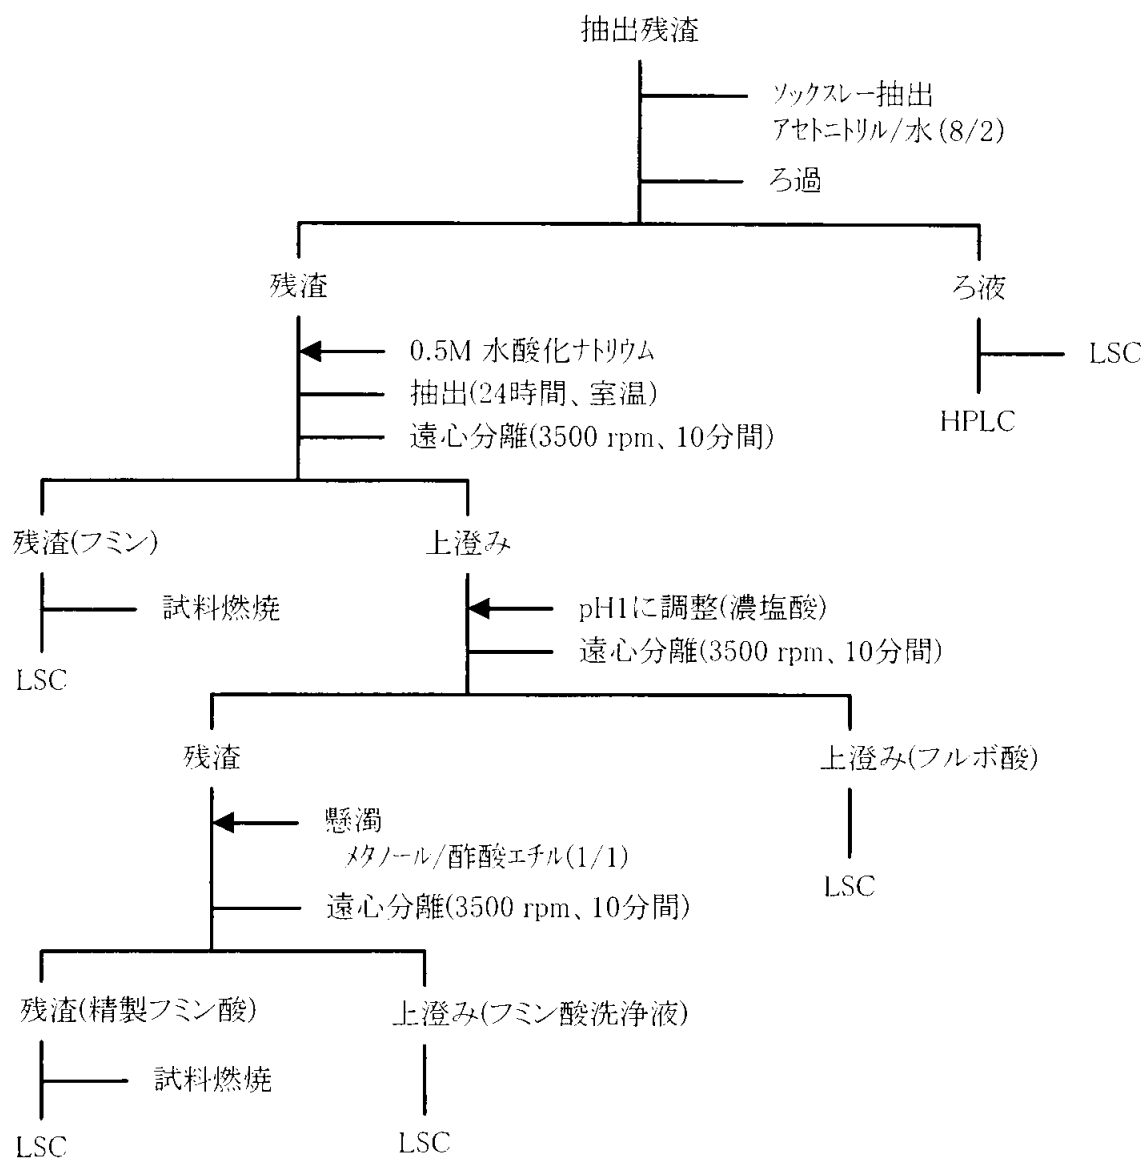 抽出残渣
ソックスレー抽出
アセトニトリル/水(8/2)
ろ過
残渣
ろ液
0.5M 水酸化ナトリウム
LSC
抽出(24時間、室温)
HPLC
遠心分離(3500 rpm、10分間)
残渣(フミン)
上澄み
試料燃焼
pH1に調整(濃塩酸)
遠心分離(3500 rpm、10分間)
LSC
残渣
上澄み(フルボ酸)
懸濁
メタノール/酢酸エチル(1/1)
LSC
遠心分離(3500 rpm、10分間)
残渣(精製フミン酸)
上澄み(フミン酸洗浄液)
試料燃焼
LSC
LSC